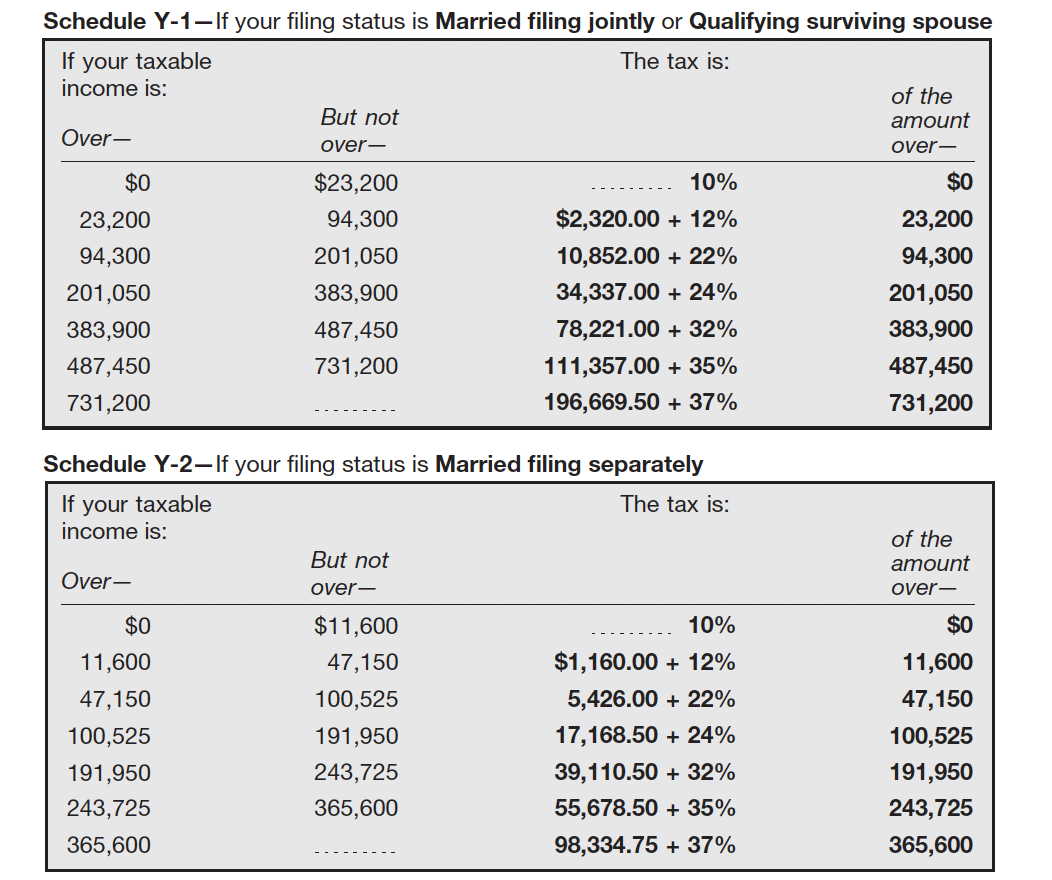 Schedule Y-1—If your filing status is Married filing jointly or Qualifying surviving spouse
If your taxable income is:
The tax is:
Over—
But not over—
of the amount over—
$0 $23,200 ......... 10% $0
23,200 94,300 $2,320.00 + 12% 23,200
94,300 201,050 10,852.00 + 22% 94,300
201,050 383,900 34,337.00 + 24% 201,050
383,900 487,450 78,221.00 + 32% 383,900
487,450 731,200 111,357.00 + 35% 487,450
731,200 ......... 196,669.50 + 37% 731,200
Schedule Y-2—If your filing status is Married filing separately
If your taxable income is:
The tax is:
Over—
But not over—
of the amount over—
$0 $11,600 ......... 10% $0
11,600 47,150 $1,160.00 + 12% 11,600
47,150 100,525 5,426.00 + 22% 47,150
100,525 191,950 17,168.50 + 24% 100,525
191,950 243,725 39,110.50 + 32% 191,950
243,725 365,600 55,678.50 + 35% 243,725
365,600 ......... 98,334.75 + 37% 365,600